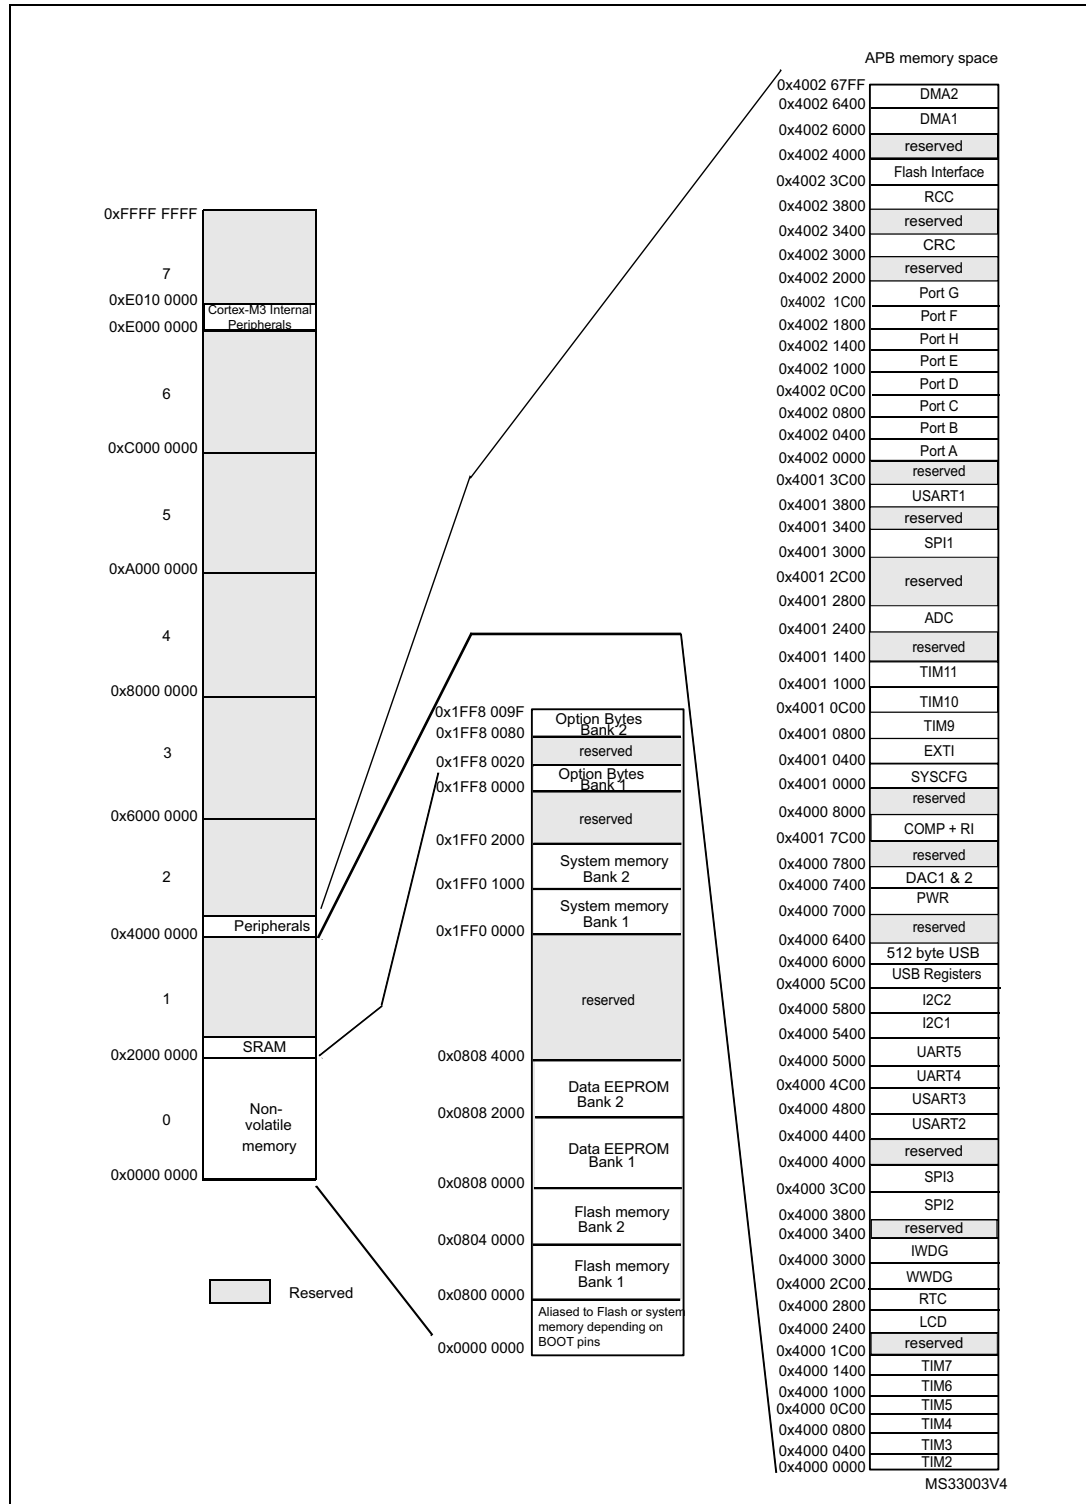 APB memory space
0x4002 67FF
DMA2
0x4002 6400
DMA1
0x4002 6000
reserved
0x4002 4000
Flash Interface
0x4002 3C00
RCC
0x4002 3800
reserved
0x4002 3400
CRC
0x4002 3000
reserved
0x4002 2000
Port G
0x4002 1C00
Port F
0x4002 1800
Port H
0x4002 1400
Port E
0x4002 1000
Port D
0x4002 0C00
Port C
0x4002 0800
Port B
0x4002 0400
Port A
0x4002 0000
reserved
0x4001 3C00
USART1
0x4001 3800
reserved
0x4001 3400
SPI1
0x4001 3000
0x4001 2C00
reserved
0x4001 2800
ADC
0x4001 2400
reserved
0x4001 1400
TIM11
0x4001 1000
TIM10
0x4001 0C00
TIM9
0x4001 0800
EXTI
0x4001 0400
SYSCFG
0x4001 0000
reserved
0x4000 8000
COMP + RI
0x4001 7C00
reserved
0x4000 7800
DAC1 & 2
0x4000 7400
PWR
0x4000 7000
reserved
0x4000 6400
512 byte USB
0x4000 6000
USB Registers
0x4000 5C00
I2C2
0x4000 5800
I2C1
0x4000 5400
UART5
0x4000 5000
UART4
0x4000 4C00
USART3
0x4000 4800
USART2
0x4000 4400
reserved
0x4000 4000
SPI3
0x4000 3C00
SPI2
0x4000 3800
reserved
0x4000 3400
IWDG
0x4000 3000
WWDG
0x4000 2C00
RTC
0x4000 2800
LCD
0x4000 2400
reserved
0x4000 1C00
TIM7
0x4000 1400
TIM6
0x4000 1000
TIM5
0x4000 0C00
TIM4
0x4000 0800
TIM3
0x4000 0400
TIM2
0x4000 0000
0xFFFF FFFF
7
0xE010 0000
Cortex-M3 Internal
Peripherals
0xE000 0000
6
0xC000 0000
5
0xA000 0000
4
0x8000 0000
3
0x6000 0000
2
Peripherals
0x4000 0000
1
SRAM
0x2000 0000
Non-
volatile
memory
0
0x0000 0000
Reserved
0x1FF8 009F
Option Bytes
Bank 2
0x1FF8 0080
reserved
0x1FF8 0020
Option Bytes
Bank 1
0x1FF8 0000
reserved
0x1FF0 2000
System memory
Bank 2
0x1FF0 1000
System memory
Bank 1
0x1FF0 0000
reserved
0x0808 4000
Data EEPROM
Bank 2
0x0808 2000
Data EEPROM
Bank 1
0x0808 0000
Flash memory
Bank 2
0x0804 0000
Flash memory
Bank 1
0x0800 0000
Aliased to Flash or system
memory depending on
BOOT pins
0x0000 0000
MS33003V4